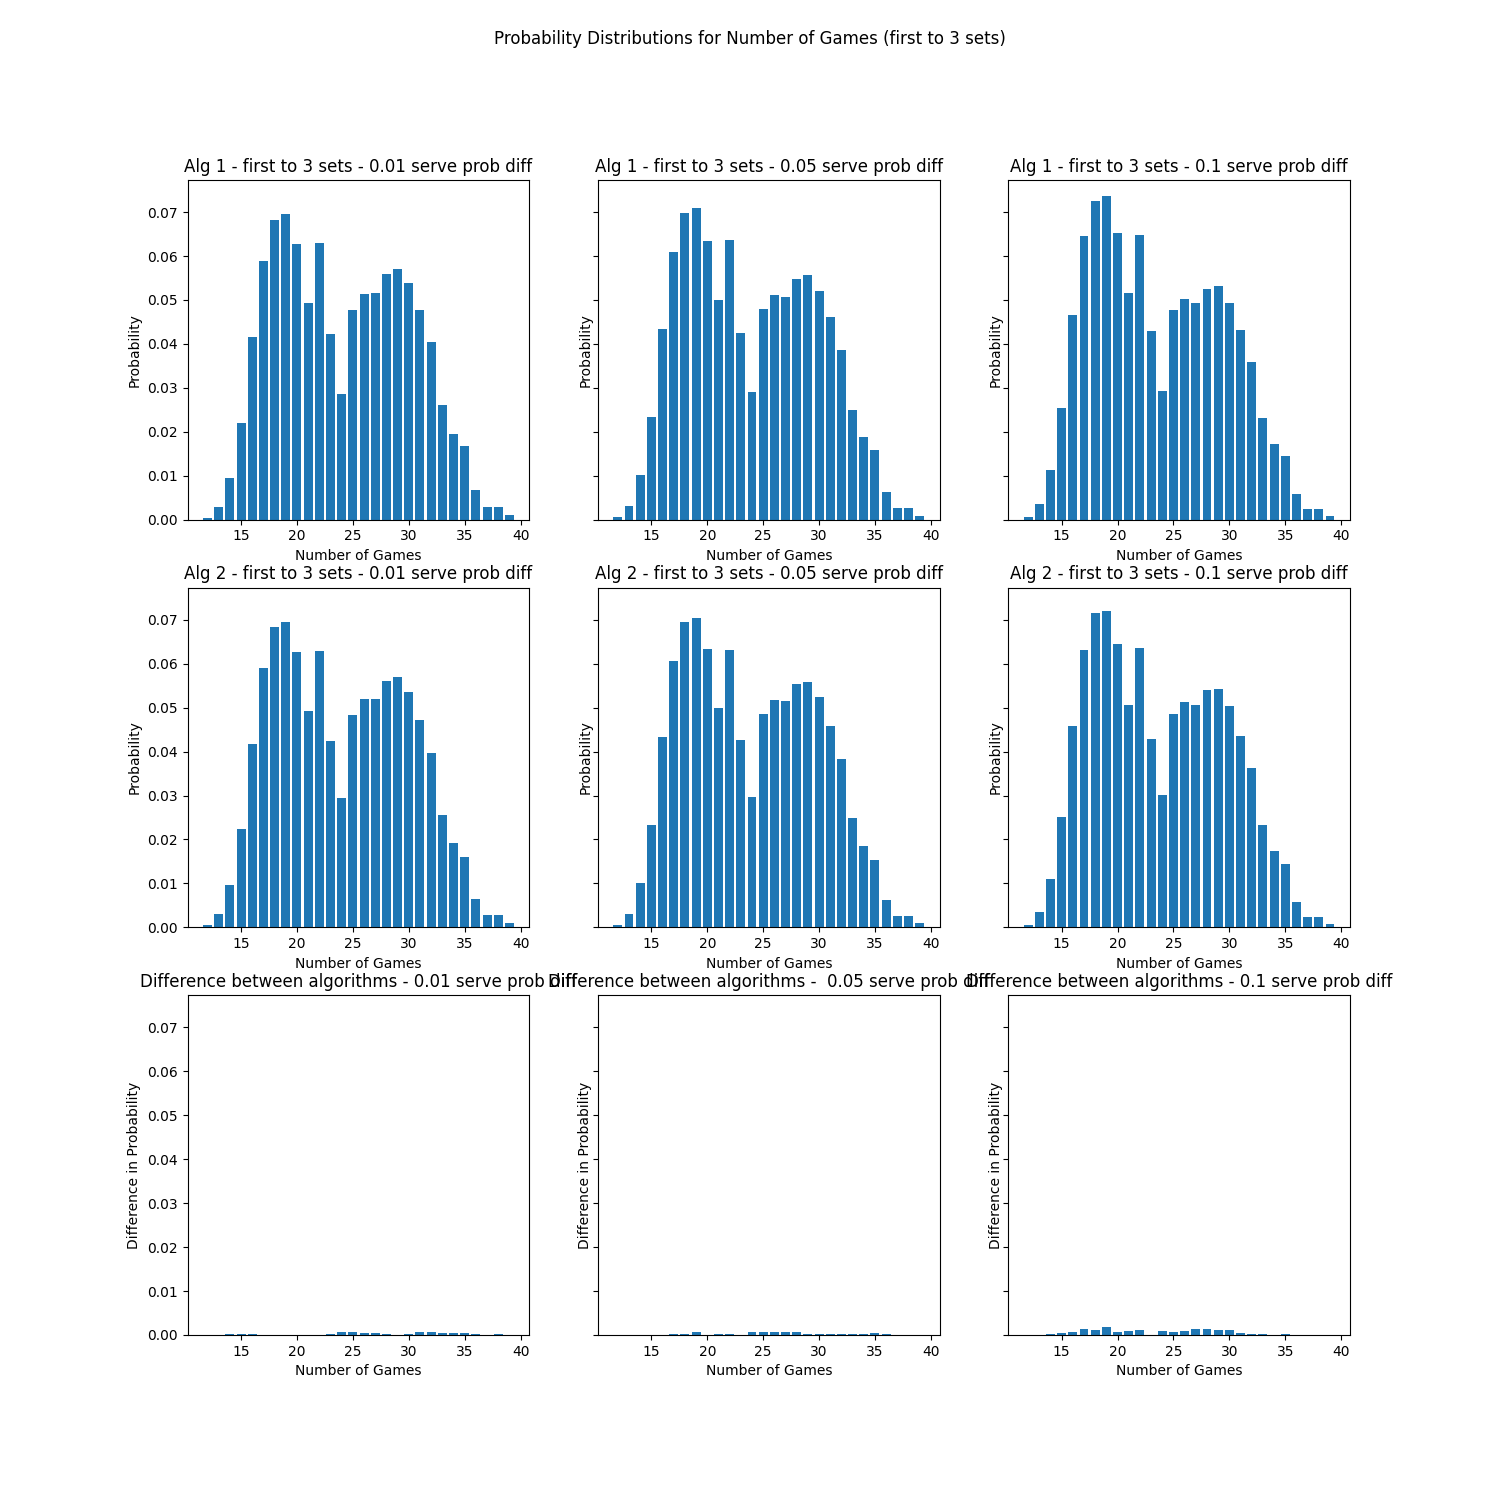 Probability Distributions for Number of Games (first to 3 sets)
Alg 1 - first to 3 sets - 0.01 serve prob diff
Alg 1 - first to 3 sets - 0.05 serve prob diff
Alg 1 - first to 3 sets - 0.1 serve prob diff
0.07
0.06
0.05
0.04
0.03
0.02
0.01
0.00
Probability
Probability
Probability
15 20 25 30 35 40
15 20 25 30 35 40
15 20 25 30 35 40
Number of Games
Number of Games
Number of Games
Alg 2 - first to 3 sets - 0.01 serve prob diff
Alg 2 - first to 3 sets - 0.05 serve prob diff
Alg 2 - first to 3 sets - 0.1 serve prob diff
0.07
0.06
0.05
0.04
0.03
0.02
0.01
0.00
Probability
Probability
Probability
15 20 25 30 35 40
15 20 25 30 35 40
15 20 25 30 35 40
Number of Games
Number of Games
Number of Games
Difference between algorithms - 0.01 serve prob diff
Difference between algorithms -  0.05 serve prob diff
Difference between algorithms - 0.1 serve prob diff
0.07
0.06
0.05
0.04
0.03
0.02
0.01
0.00
Difference in Probability
Difference in Probability
Difference in Probability
15 20 25 30 35 40
15 20 25 30 35 40
15 20 25 30 35 40
Number of Games
Number of Games
Number of Games